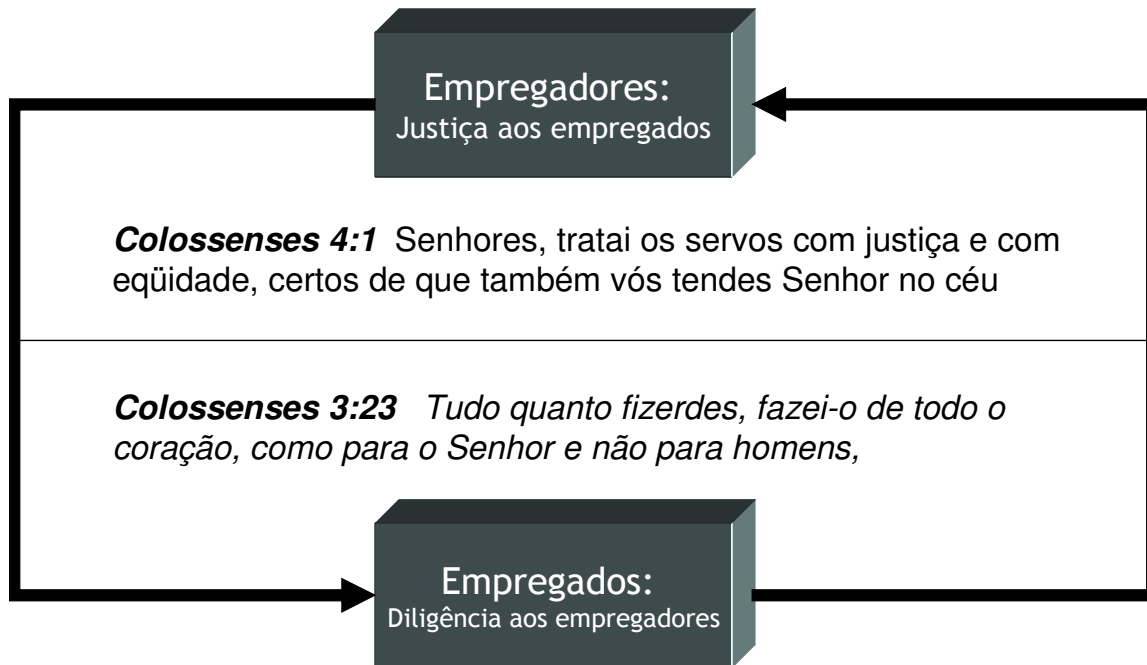 Empregadores:
Justiça aos empregados
Colossenses 4:1 Senhores, tratai os servos com justiça e com
eqüidade, certos de que também vós tendes Senhor no céu
Colossenses 3:23 Tudo quanto fizerdes, fazei-o de todo o
coração, como para o Senhor e não para homens,
Empregados:
Diligência aos empregadores